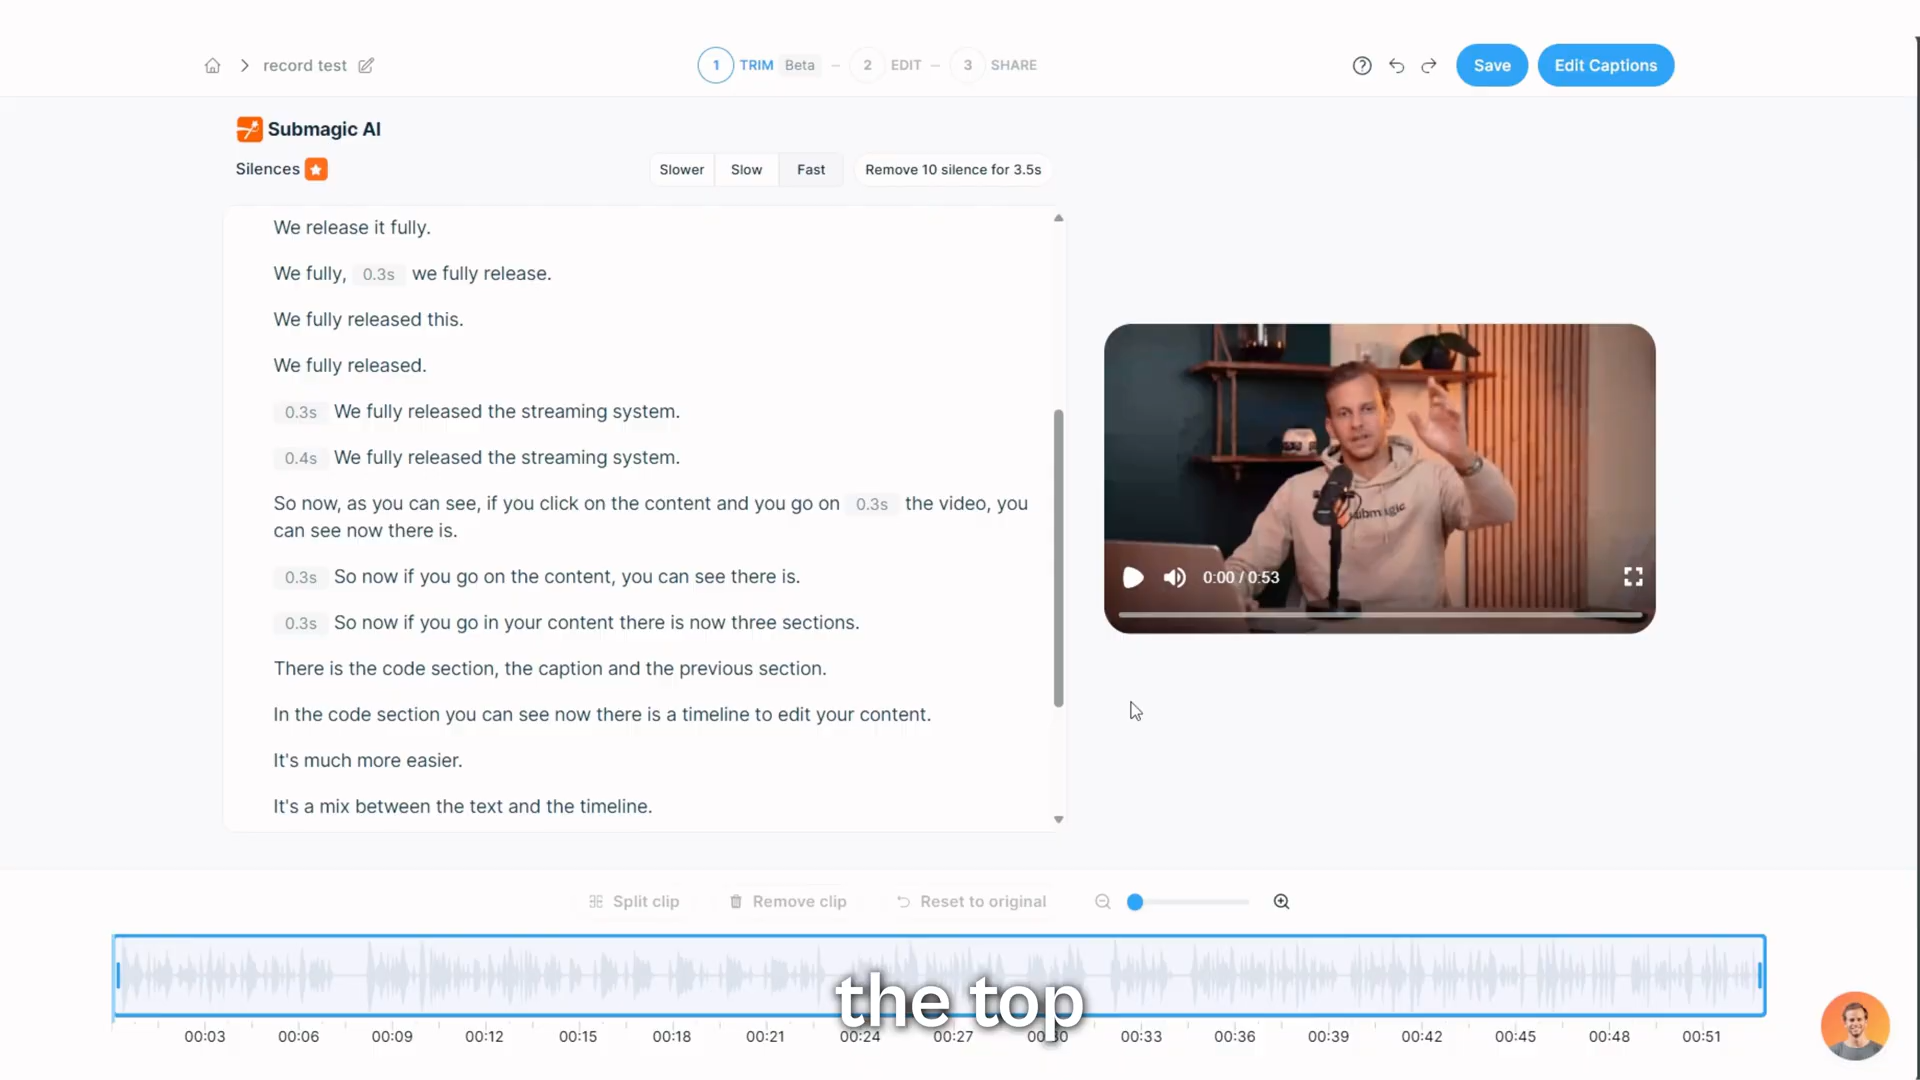 record test
1 TRIM Beta – 2 EDIT – 3 SHARE
Save
Edit Captions
Submagic AI
Silences
Slower Slow Fast Remove 10 silence for 3.5s
We release it fully.
We fully, 0.3s we fully release.
We fully released this.
We fully released.
0.3s We fully released the streaming system.
0.4s We fully released the streaming system.
So now, as you can see, if you click on the content and you go on 0.3s the video, you
can see now there is.
0.3s So now if you go on the content, you can see there is.
0.3s So now if you go in your content there is now three sections.
There is the code section, the caption and the previous section.
In the code section you can see now there is a timeline to edit your content.
It's much more easier.
It's a mix between the text and the timeline.
submagic
0:00 / 0:53
Split clip Remove clip Reset to original
the top
00:03 00:06 00:09 00:12 00:15 00:18 00:21 00:24 00:27 00:30 00:33 00:36 00:39 00:42 00:45 00:48 00:51